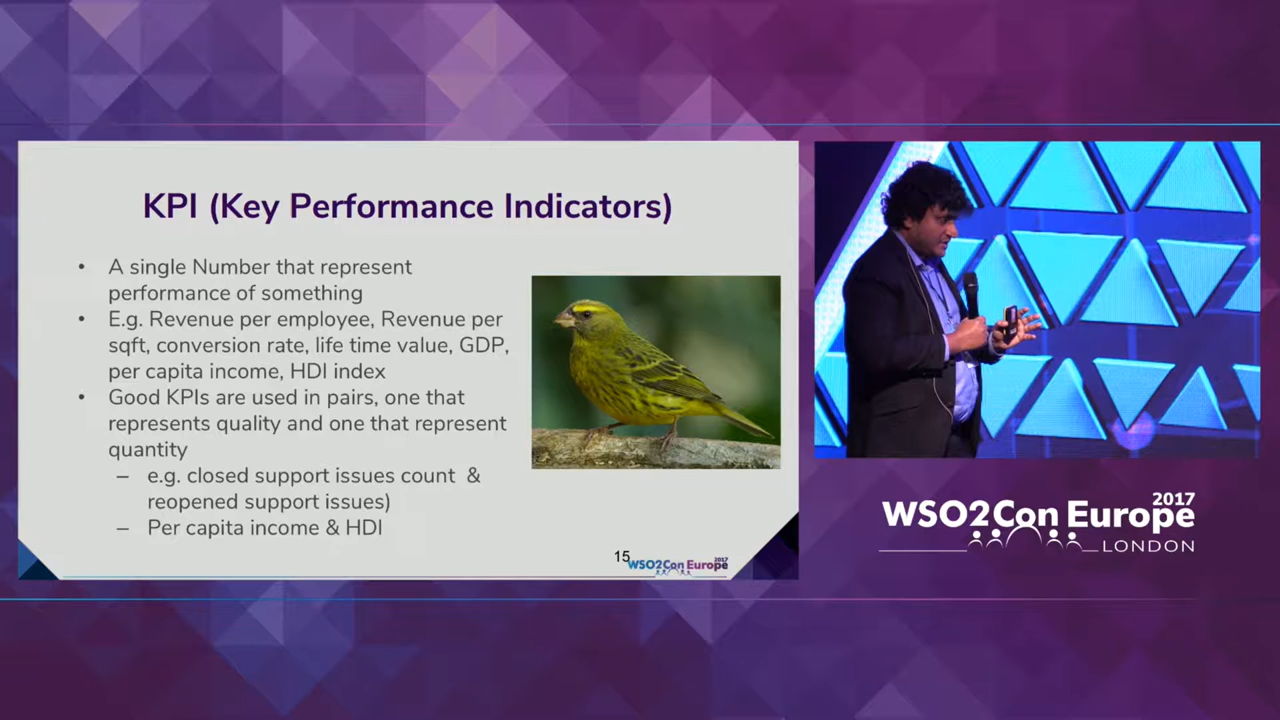 KPI (Key Performance Indicators)
• A single Number that represent
performance of something
• E.g. Revenue per employee, Revenue per
sqft, conversion rate, life time value, GDP,
per capita income, HDI index
• Good KPIs are used in pairs, one that
represents quality and one that represent
quantity
– e.g. closed support issues count & 
reopened support issues)
– Per capita income & HDI
15
WSO2Con Europe 2017
2017
WSO2Con Europe
LONDON